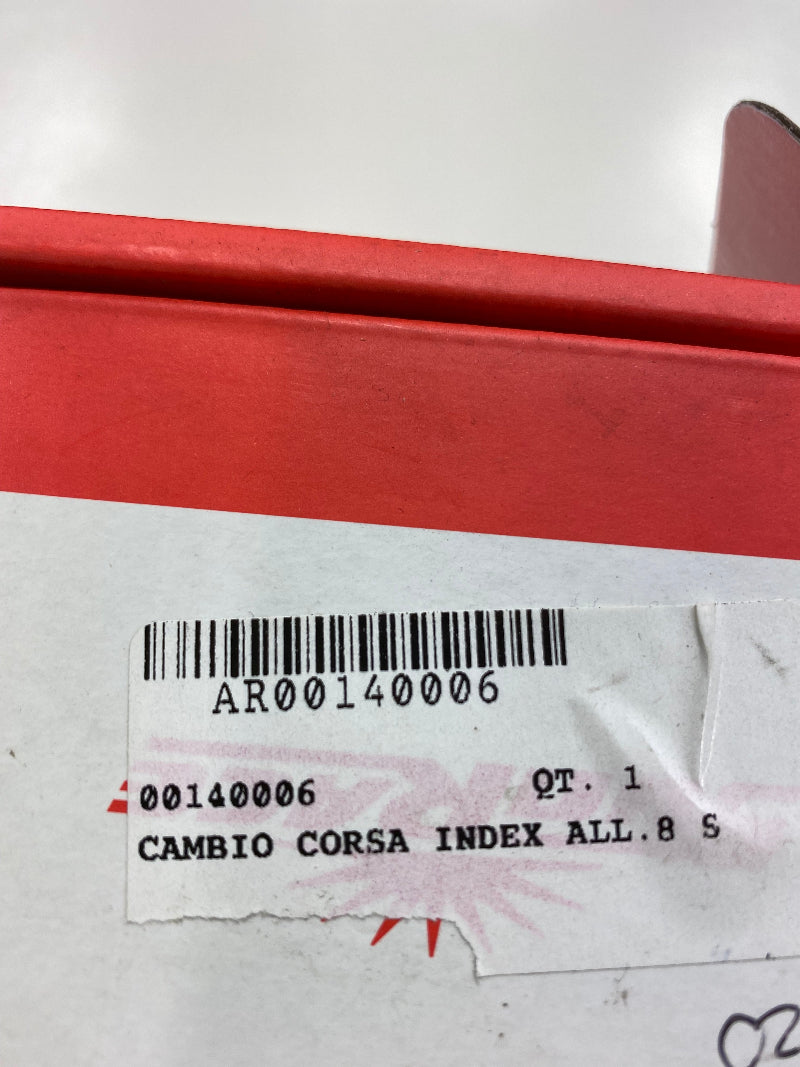 AR00140006
00140006 QT. 1
CAMBIO CORSA INDEX ALL.8 S